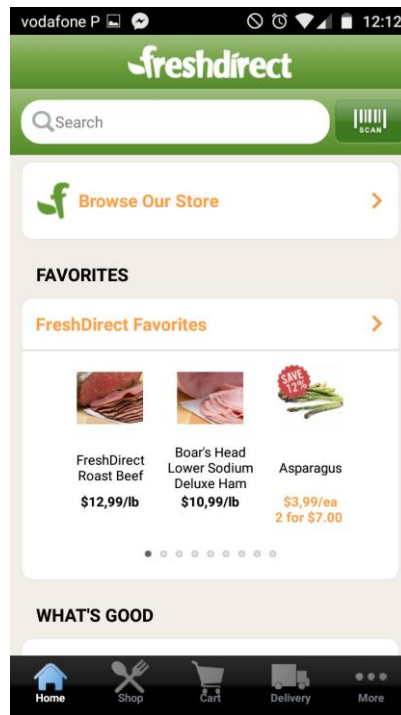 vodafone P 12:12
freshdirect
Search
SCAN
Browse Our Store
FAVORITES
FreshDirect Favorites
SAVE
12%
FreshDirect
Roast Beef
$12,99/lb
Boar's Head
Lower Sodium
Deluxe Ham
$10,99/lb
Asparagus
$3,99/ea
2 for $7.00
WHAT'S GOOD
Home Shop Cart Delivery More